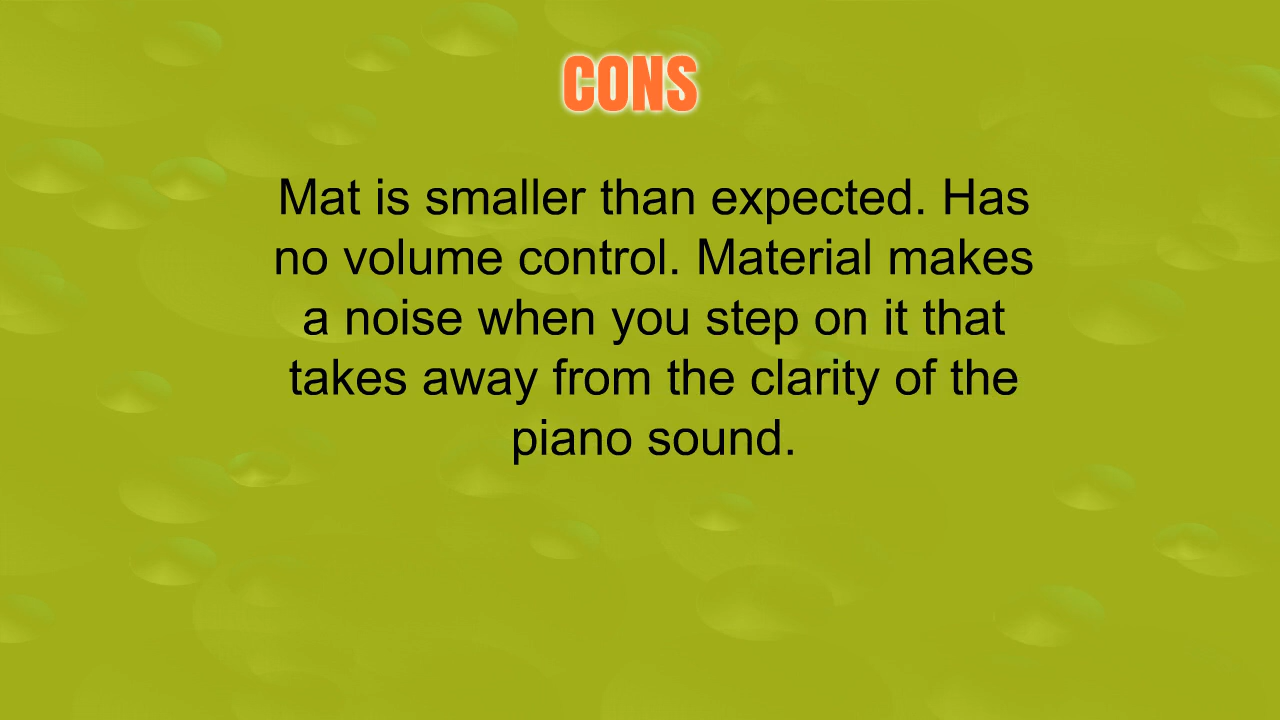 CONS
Mat is smaller than expected. Has
no volume control. Material makes
a noise when you step on it that
takes away from the clarity of the
piano sound.